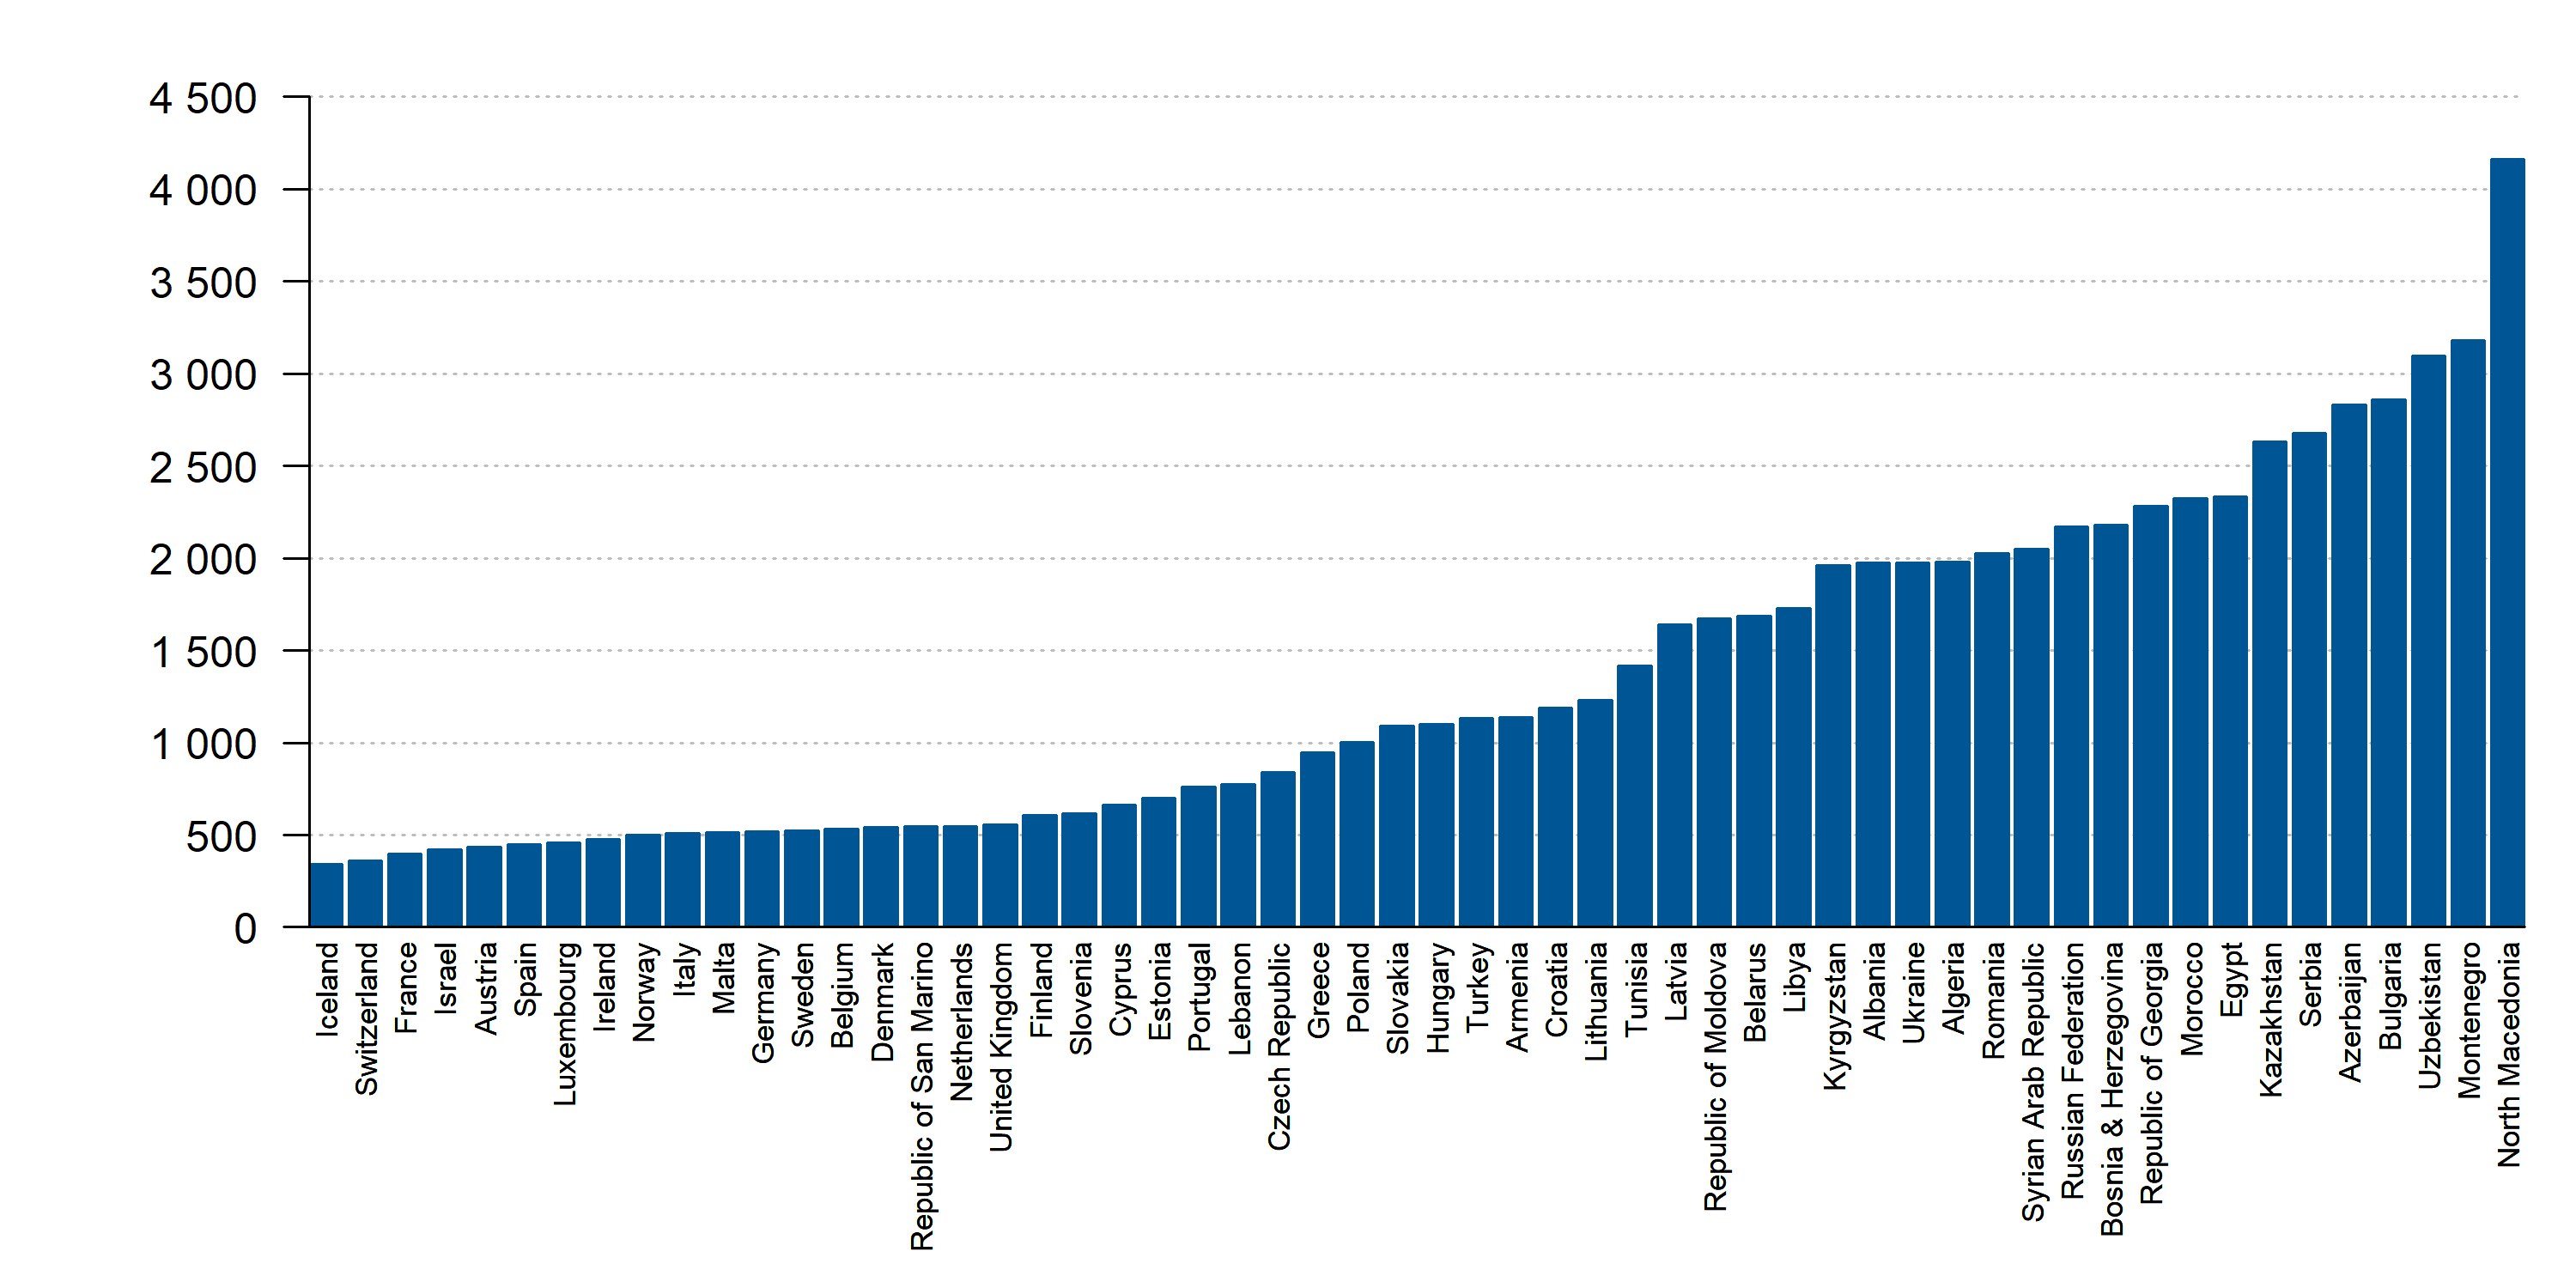 4 500
4 000
3 500
3 000
2 500
2 000
1 500
1 000
500
0
Iceland
Switzerland
France
Israel
Austria
Spain
Luxembourg
Ireland
Norway
Italy
Malta
Germany
Sweden
Belgium
Denmark
Republic of San Marino
Netherlands
United Kingdom
Finland
Slovenia
Cyprus
Estonia
Portugal
Lebanon
Czech Republic
Greece
Poland
Slovakia
Hungary
Turkey
Armenia
Croatia
Lithuania
Tunisia
Latvia
Republic of Moldova
Belarus
Libya
Kyrgyzstan
Albania
Ukraine
Algeria
Romania
Syrian Arab Republic
Russian Federation
Bosnia & Herzegovina
Republic of Georgia
Morocco
Egypt
Kazakhstan
Serbia
Azerbaijan
Bulgaria
Uzbekistan
Montenegro
North Macedonia